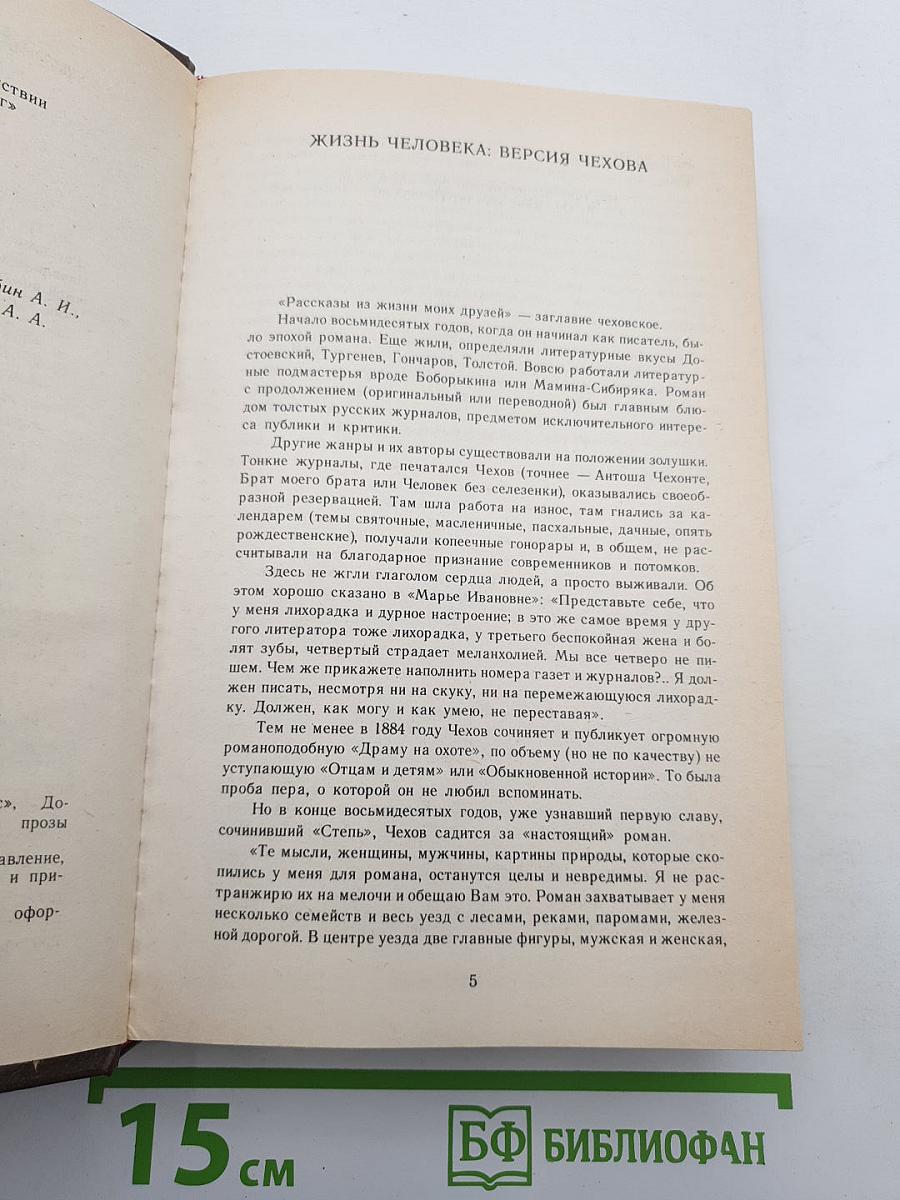 ствии
г»
бин А. И.,
А. А.
с», До-
прозы
авление,
и при-
офор-
ЖИЗНЬ ЧЕЛОВЕКА: ВЕРСИЯ ЧЕХОВА
«Рассказы из жизни моих друзей» — заглавие чеховское.
Начало восьмидесятых годов, когда он начинал как писатель, бы-
ло эпохой романа. Еще жили, определяли литературные вкусы До-
стоевский, Тургенев, Гончаров, Толстой. Вовсю работали литератур-
ные подмастерья вроде Боборыкина или Мамина-Сибиряка. Роман
с продолжением (оригинальный или переводной) был главным блю-
дом толстых русских журналов, предметом исключительного интере-
са публики и критики.
Другие жанры и их авторы существовали на положении золушки.
Тонкие журналы, где печатался Чехов (точнее — Антоша Чехонте,
Брат моего брата или Человек без селезенки), оказывались своеоб-
разной резервацией. Там шла работа на износ, там гнались за ка-
лендарем (темы святочные, масленичные, пасхальные, дачные, опять
рождественские), получали копеечные гонорары и, в общем, не рас-
считывали на благодарное признание современников и потомков.
Здесь не жгли глаголом сердца людей, а просто выживали. Об
этом хорошо сказано в «Марье Ивановне»: «Представьте себе, что
у меня лихорадка и дурное настроение; в это же самое время у дру-
гого литератора тоже лихорадка, у третьего беспокойная жена и бо-
лят зубы, четвертый страдает меланхолией. Мы все четверо не пи-
шем. Чем же прикажете наполнить номера газет и журналов?.. Я дол-
жен писать, несмотря ни на скуку, ни на перемежающуюся лихорад-
ку. Должен, как могу и как умею, не переставая».
Тем не менее в 1884 году Чехов сочиняет и публикует огромную
романоподобную «Драму на охоте», по объему (но не по качеству) не
уступающую «Отцам и детям» или «Обыкновенной истории». То была
проба пера, о которой он не любил вспоминать.
Но в конце восьмидесятых годов, уже узнавший первую славу,
сочинивший «Степь», Чехов садится за «настоящий» роман.
«Те мысли, женщины, мужчины, картины природы, которые ско-
пились у меня для романа, останутся целы и невредимы. Я не рас-
транжирю их на мелочи и обещаю Вам это. Роман захватывает у меня
несколько семейств и весь уезд с лесами, реками, паромами, желез-
ной дорогой. В центре уезда две главные фигуры, мужская и женская,
5
15 см
БФ БИБЛИОФАН